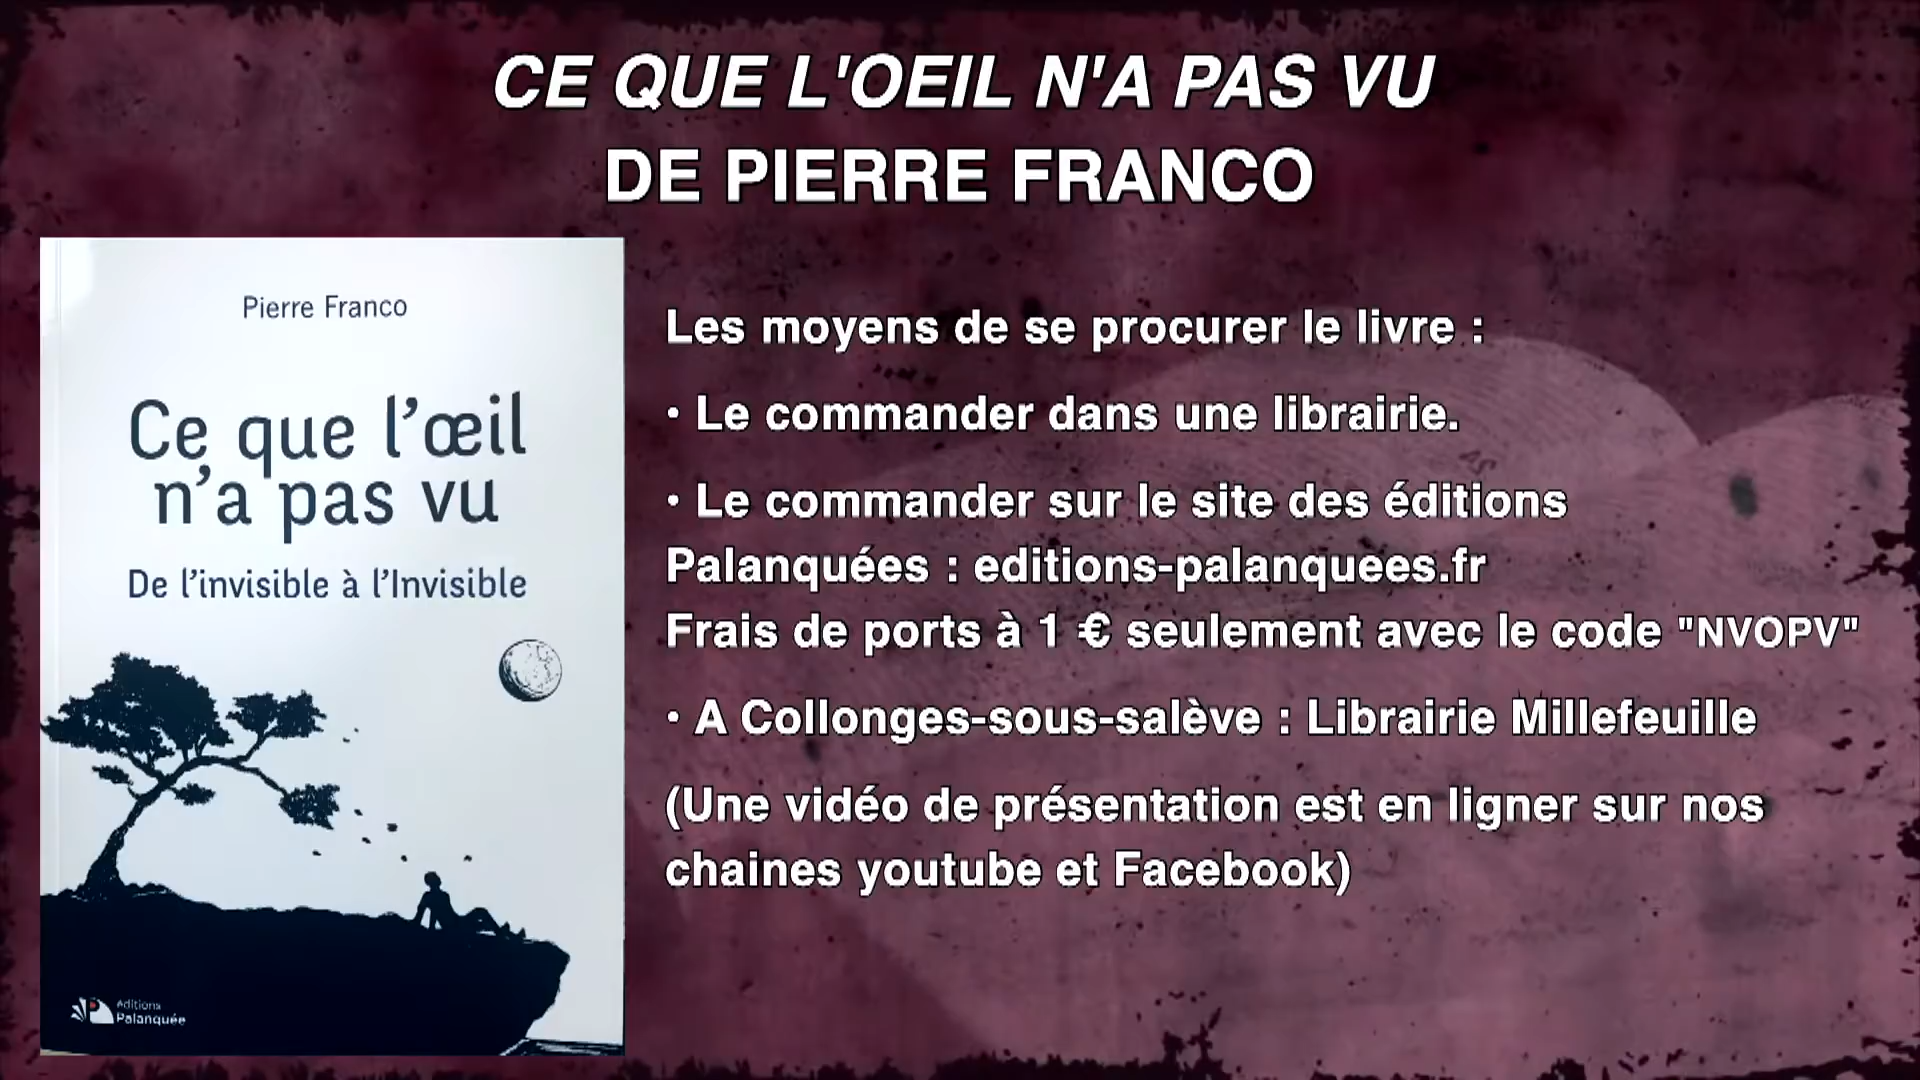 CE QUE L'OEIL N'A PAS VU
DE PIERRE FRANCO
Pierre Franco
Ce que l'œil
n'a pas vu
De l'invisible à l'Invisible
éditions
Palanquée
Les moyens de se procurer le livre :
• Le commander dans une librairie.
• Le commander sur le site des éditions
Palanquées : editions-palanquees.fr
Frais de ports à 1 € seulement avec le code "NVOPV"
• A Collonges-sous-salève : Librairie Millefeuille
(Une vidéo de présentation est en ligner sur nos
chaines youtube et Facebook)